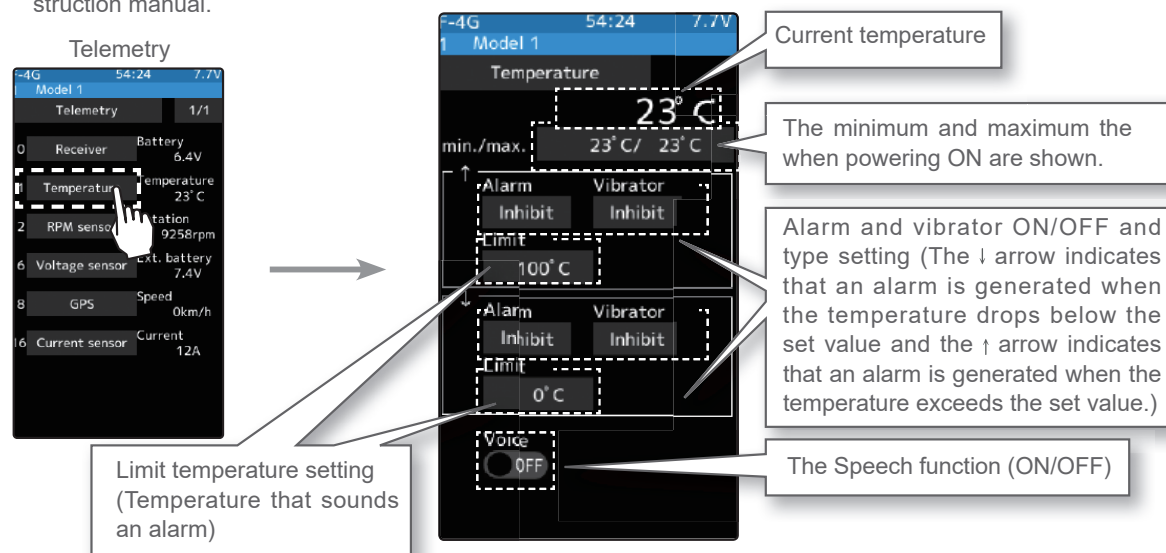 struction manual.
Telemetry
-4G 54:24 7.7V
Model 1
Telemetry 1/1
0 Receiver Battery
6.4V
1 Temperature Temperature
23°C
2 RPM sensor
9258rpm
6 Voltage sensor Ext. battery
7.4V
8 GPS Speed
0km/h
16 Current sensor Current
12A
F-4G 54:24 7.7V
1 Model 1
Temperature
23°C
min./max. 23°C/ 23°C
↑
Alarm Vibrator
Inhibit Inhibit
Limit
100°C
↓
Alarm Vibrator
Inhibit Inhibit
Limit
0°C
Voice
OFF
Current temperature
The minimum and maximum the
when powering ON are shown.
Alarm and vibrator ON/OFF and
type setting (The ↓ arrow indicates
that an alarm is generated when
the temperature drops below the
set value and the ↑ arrow indicates
that an alarm is generated when the
temperature exceeds the set value.)
The Speech function (ON/OFF)
Limit temperature setting
(Temperature that sounds
an alarm)